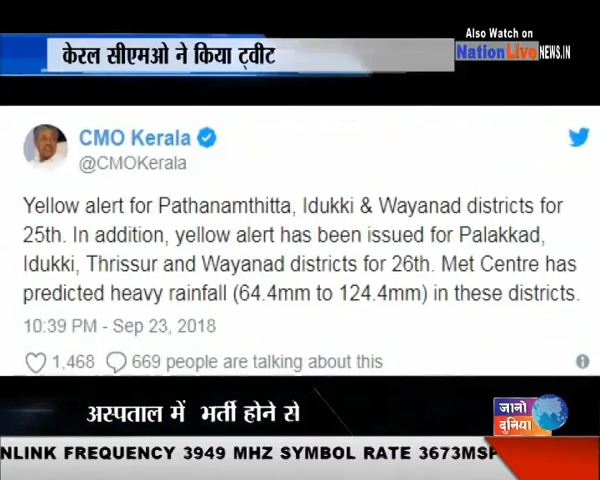 Also Watch on
केरल सीएमओ ने किया ट्वीट
NationLiveNEWS.IN
CMO Kerala
@CMOKerala
Yellow alert for Pathanamthitta, Idukki & Wayanad districts for
25th. In addition, yellow alert has been issued for Palakkad,
Idukki, Thrissur and Wayanad districts for 26th. Met Centre has
predicted heavy rainfall (64.4mm to 124.4mm) in these districts.
10:39 PM - Sep 23, 2018
1,468 669 people are talking about this
अस्पताल में भर्ती होने से
जानो
दुनिया
NLINK FREQUENCY 3949 MHZ SYMBOL RATE 3673MSP